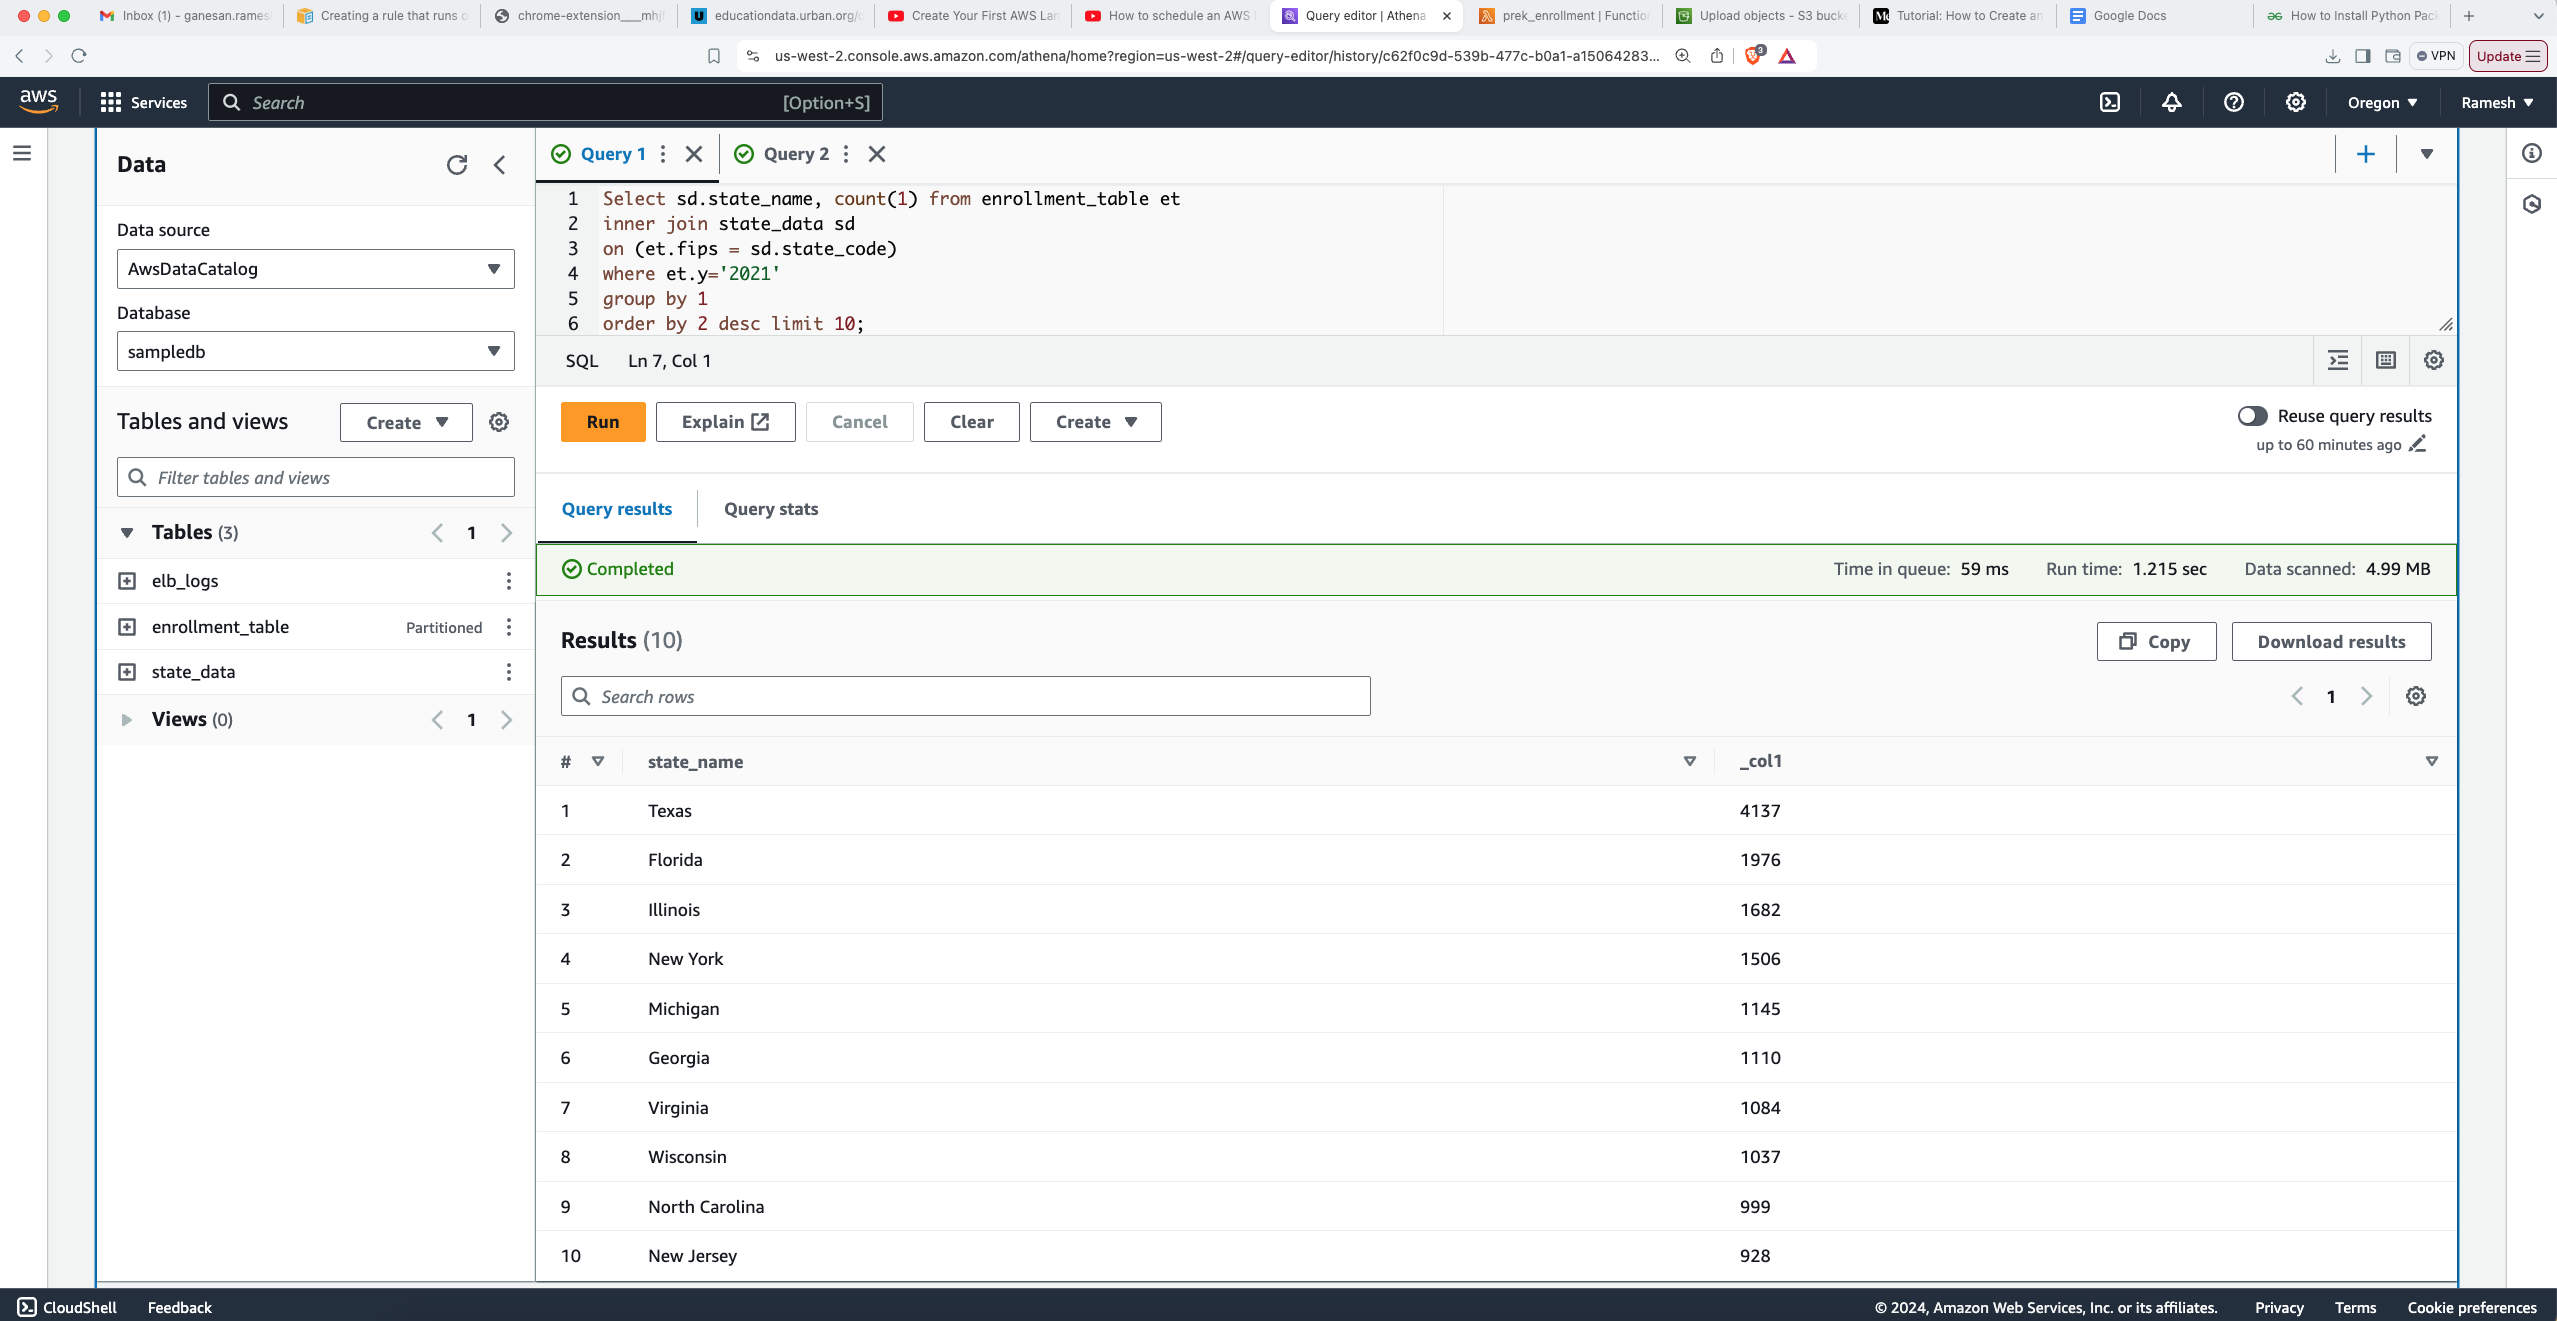 Inbox (1) - ganesan.rames
Creating a rule that runs o
chrome-extension___mhjf
educationdata.urban.org/
Create Your First AWS Lam
How to schedule an AWS
Query editor | Athena
prek_enrollment | Function
Upload objects - S3 bucke
Tutorial: How to Create an
Google Docs
How to Install Python Pack
us-west-2.console.aws.amazon.com/athena/home?region=us-west-2#/query-editor/history/c62f0c9d-539b-477c-b0a1-a15064283...
3
VPN
Update
aws
Services
Search
[Option+S]
Oregon
Ramesh
Data
Data source
AwsDataCatalog
Database
sampledb
Tables and views
Create
Filter tables and views
Tables (3)
1
elb_logs
enrollment_table Partitioned
state_data
Views (0)
1
Query 1
Query 2
1 Select sd.state_name, count(1) from enrollment_table et
2 inner join state_data sd
3 on (et.fips = sd.state_code)
4 where et.y='2021'
5 group by 1
6 order by 2 desc limit 10;
SQL Ln 7, Col 1
Run
Explain
Cancel
Clear
Create
Reuse query results
up to 60 minutes ago
Query results
Query stats
Completed
Time in queue: 59 ms Run time: 1.215 sec Data scanned: 4.99 MB
Results (10)
Copy
Download results
Search rows
1
# state_name _col1
1 Texas 4137
2 Florida 1976
3 Illinois 1682
4 New York 1506
5 Michigan 1145
6 Georgia 1110
7 Virginia 1084
8 Wisconsin 1037
9 North Carolina 999
10 New Jersey 928
CloudShell
Feedback
© 2024, Amazon Web Services, Inc. or its affiliates.
Privacy
Terms
Cookie preferences